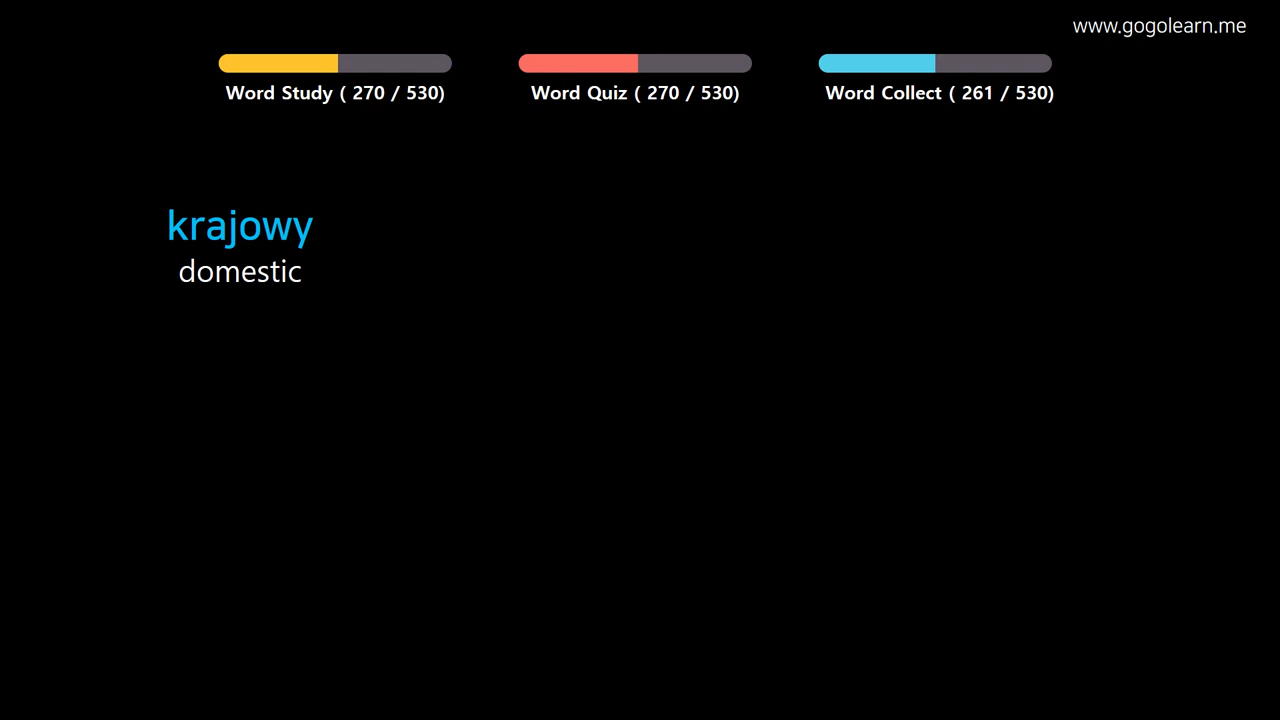 www.gogolearn.me
Word Study ( 270 / 530)
Word Quiz ( 270 / 530)
Word Collect ( 261 / 530)
krajowy
domestic